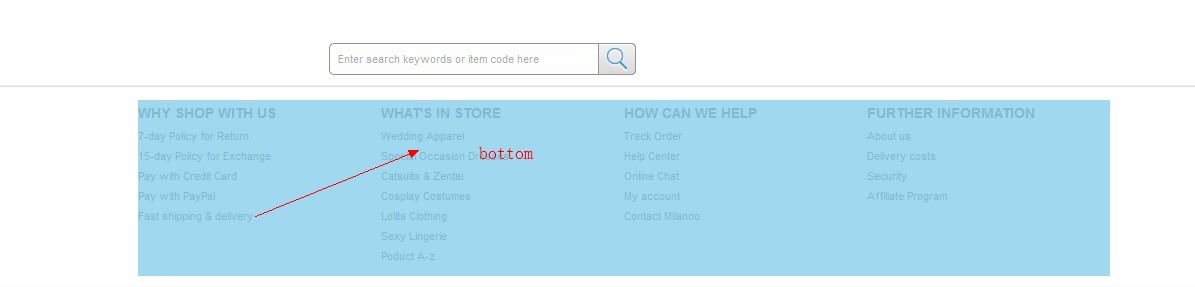 Enter search keywords or item code here
WHY SHOP WITH US
7-day Policy for Return
15-day Policy for Exchange
Pay with Credit Card
Pay with PayPal
Fast shipping & delivery
WHAT'S IN STORE
Wedding Apparel
Special Occasion Dresses
bottom
Catsuits & Zentai
Cosplay Costumes
Lolita Clothing
Sexy Lingerie
Poduct A-z
HOW CAN WE HELP
Track Order
Help Center
Online Chat
My account
Contact Milanoo
FURTHER INFORMATION
About us
Delivery costs
Security
Affiliate Program